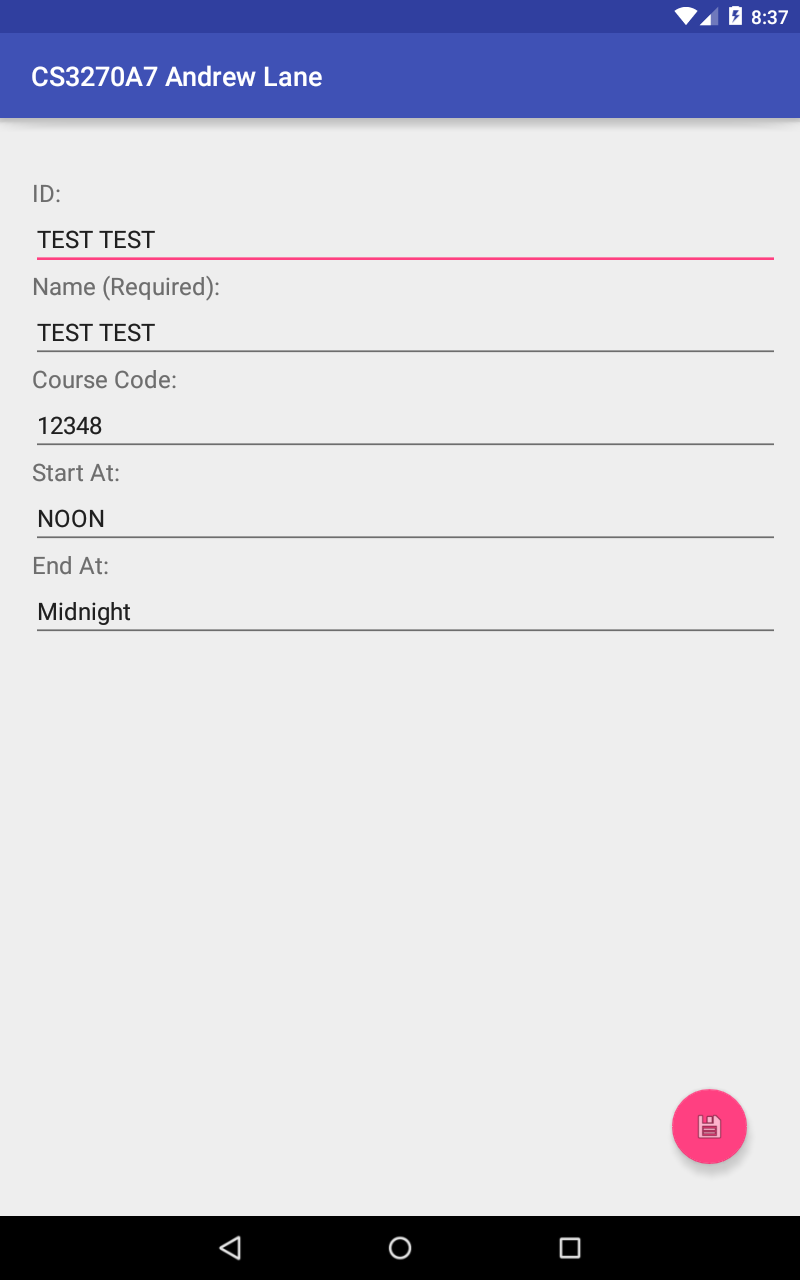 8:37
CS3270A7 Andrew Lane
ID:
TEST TEST
Name (Required):
TEST TEST
Course Code:
12348
Start At:
NOON
End At:
Midnight